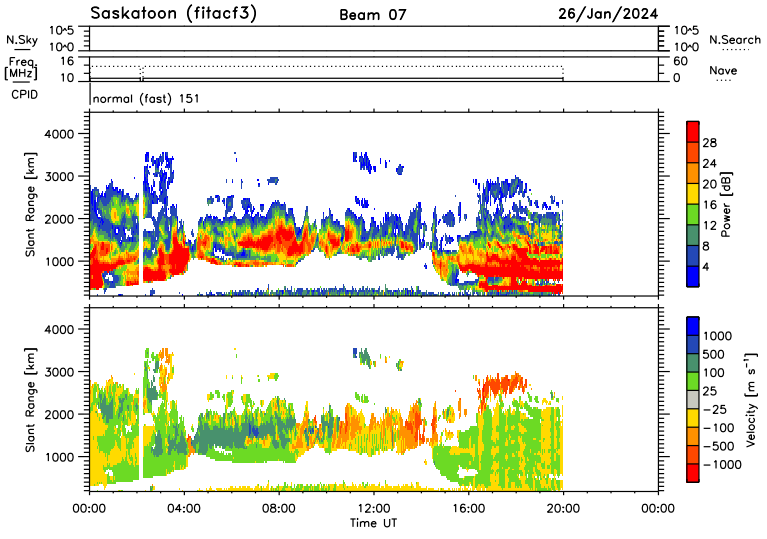 Saskatoon (fitacf3) Beam 07 26/Jan/2024
N.Sky 10^5 10^5 N.Search
10^0 10^0
Freq. 16 60 Nave
[MHz] 10 0
CPID normal (fast) 151
Slant Range [km]
4000
3000
2000
1000
Power [dB]
28
24
20
16
12
8
4
Slant Range [km]
4000
3000
2000
1000
Velocity [m s⁻¹]
1000
500
100
25
−25
−100
−500
−1000
00:00 04:00 08:00 12:00 16:00 20:00 00:00
Time UT